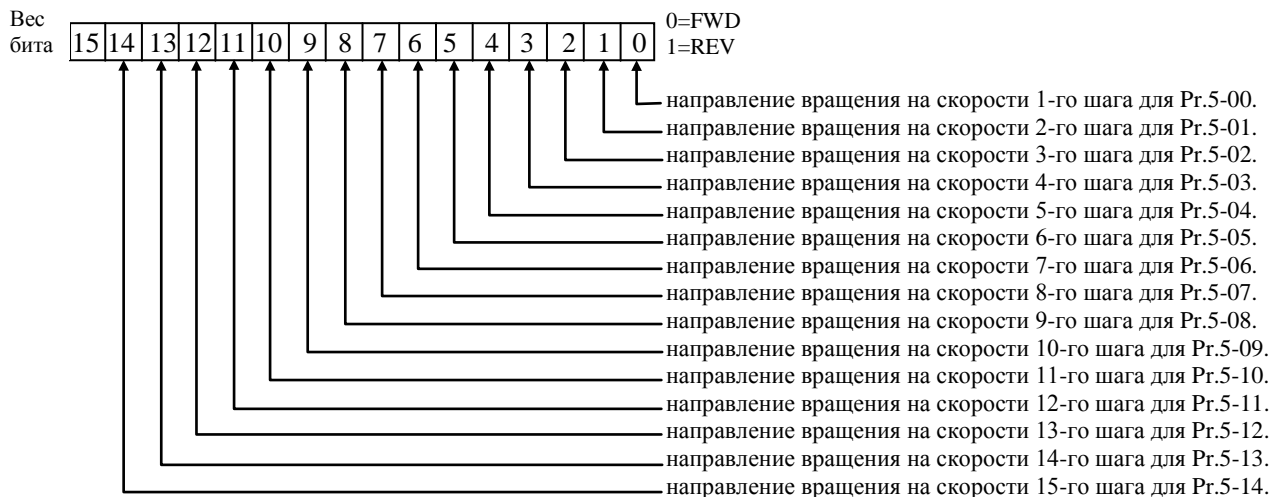 Вес 0=FWD
бита 15 14 13 12 11 10 9 8 7 6 5 4 3 2 1 0 1=REV
направление вращения на скорости 1-го шага для Pr.5-00.
направление вращения на скорости 2-го шага для Pr.5-01.
направление вращения на скорости 3-го шага для Pr.5-02.
направление вращения на скорости 4-го шага для Pr.5-03.
направление вращения на скорости 5-го шага для Pr.5-04.
направление вращения на скорости 6-го шага для Pr.5-05.
направление вращения на скорости 7-го шага для Pr.5-06.
направление вращения на скорости 8-го шага для Pr.5-07.
направление вращения на скорости 9-го шага для Pr.5-08.
направление вращения на скорости 10-го шага для Pr.5-09.
направление вращения на скорости 11-го шага для Pr.5-10.
направление вращения на скорости 12-го шага для Pr.5-11.
направление вращения на скорости 13-го шага для Pr.5-12.
направление вращения на скорости 14-го шага для Pr.5-13.
направление вращения на скорости 15-го шага для Pr.5-14.